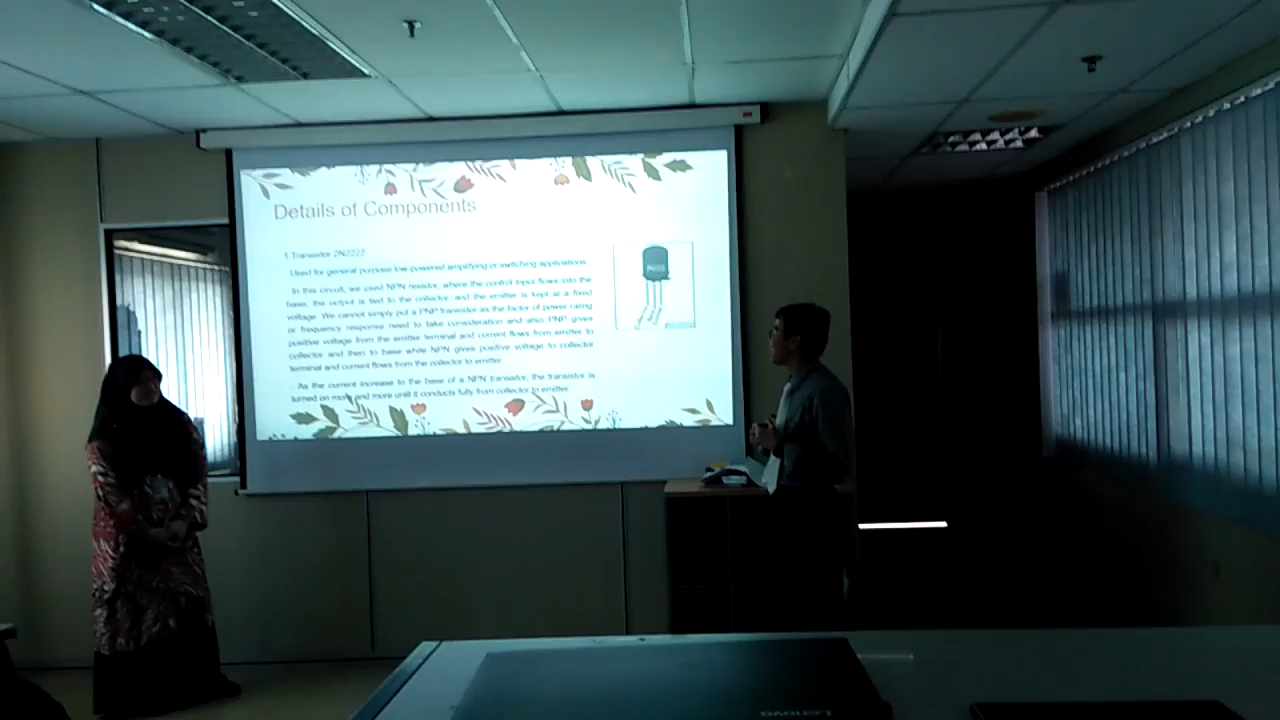 Details of Components
1.Transistor 2N2222
Used for general purpose low-powered amplifying or switching applications.
In this circuit, we used NPN resistor, where the control input flows into the
base, the output is tied to the collector, and the emitter is kept at a fixed
voltage. We cannot simply put a PNP transistor as the factor of power rating
or frequency response need to take consideration and also PNP gives
positive voltage from the emitter terminal and current flows from emitter to
collector and then to base while NPN gives positive voltage to collector
terminal and current flows from the collector to emitter.
As the current increase to the base of a NPN transistor, the transistor is
turned on more and more until it conducts fully from collector to emitter.
Lenovo